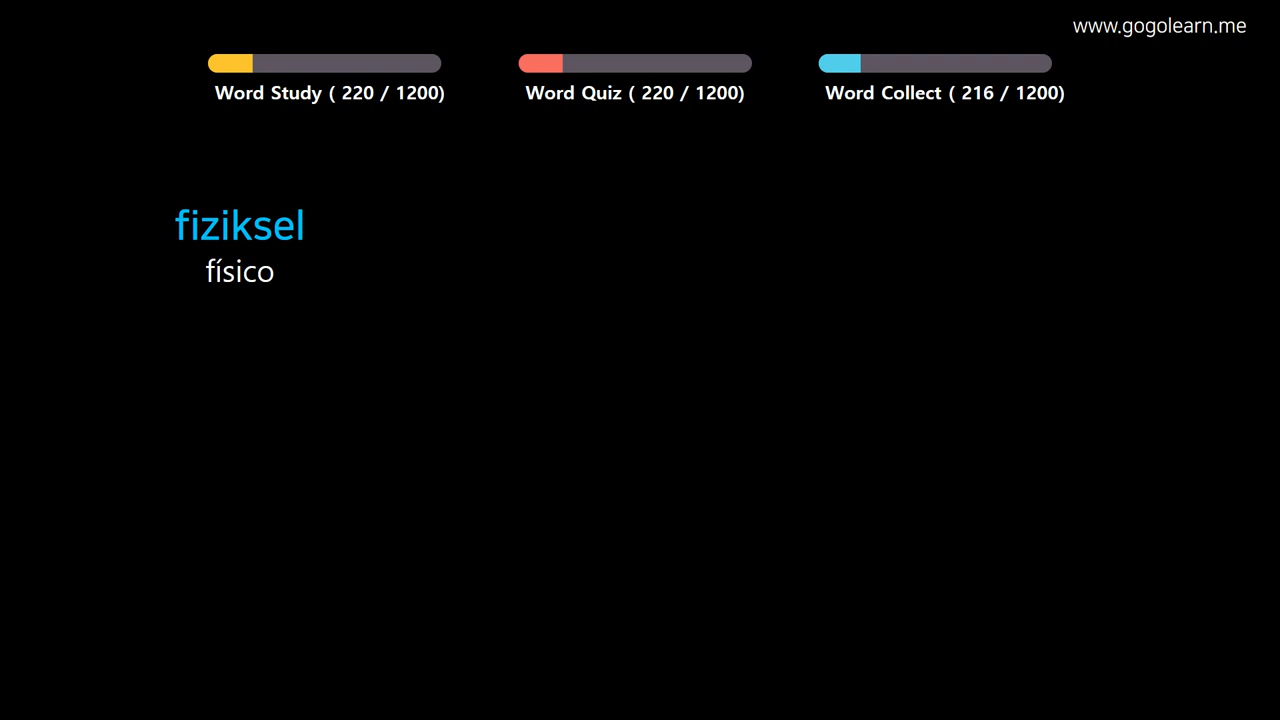 www.gogolearn.me
Word Study ( 220 / 1200)
Word Quiz ( 220 / 1200)
Word Collect ( 216 / 1200)
fiziksel
físico